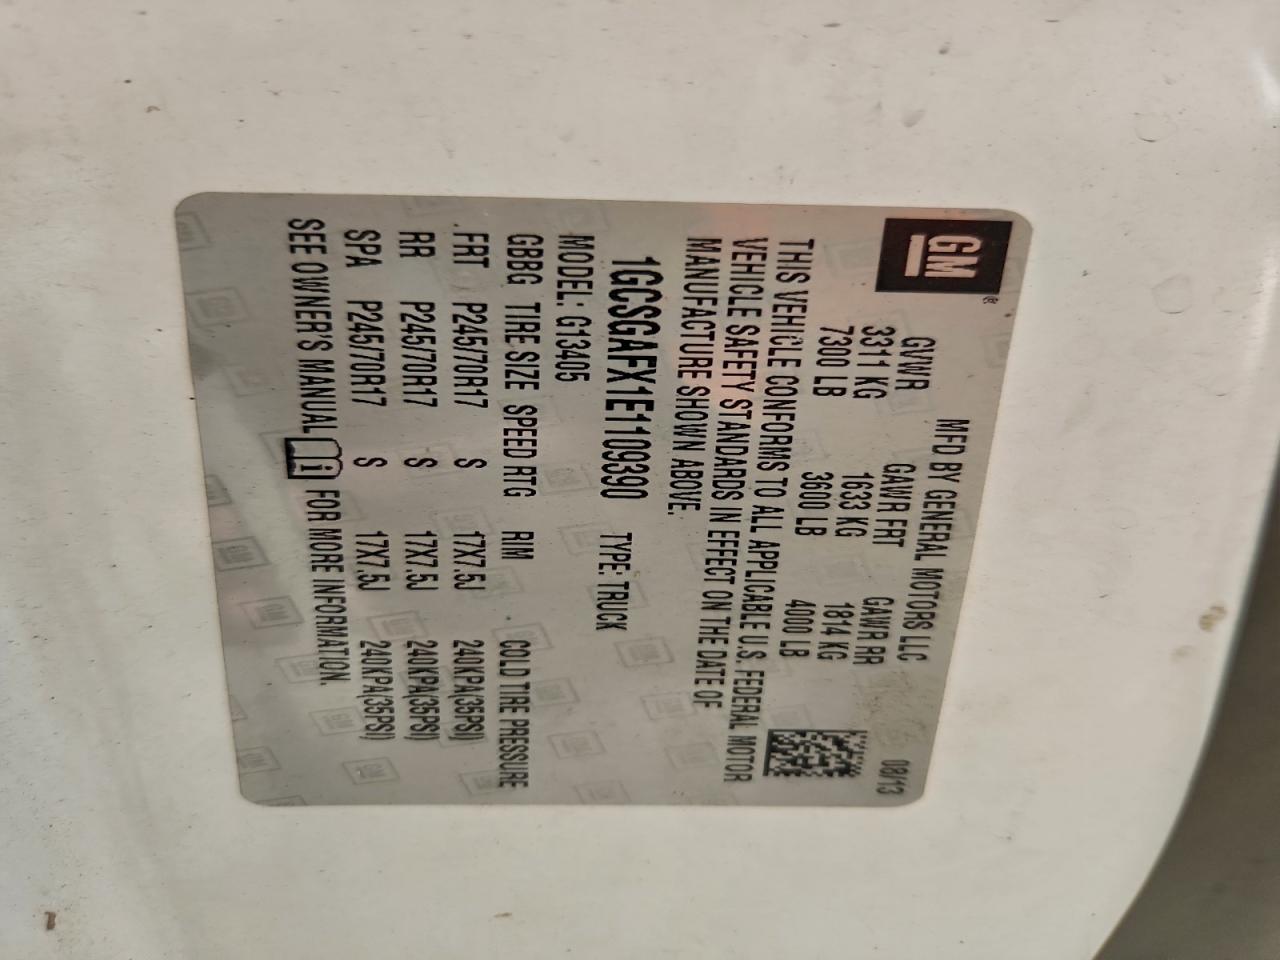 GM®
MFD BY GENERAL MOTORS LLC 08/13
GVWR GAWR FRT GAWR RR
3311 KG 1633 KG 1814 KG
7300 LB 3600 LB 4000 LB
THIS VEHICLE CONFORMS TO ALL APPLICABLE U.S. FEDERAL MOTOR
VEHICLE SAFETY STANDARDS IN EFFECT ON THE DATE OF
MANUFACTURE SHOWN ABOVE.
1GCSGAFX1E1109390 TYPE: TRUCK
MODEL: G13405
GBBG TIRE SIZE SPEED RTG RIM COLD TIRE PRESSURE
FRT P245/70R17 S 17X7.5J 240KPA(35PSI)
RR P245/70R17 S 17X7.5J 240KPA(35PSI)
SPA P245/70R17 S 17X7.5J 240KPA(35PSI)
SEE OWNER'S MANUAL i FOR MORE INFORMATION.